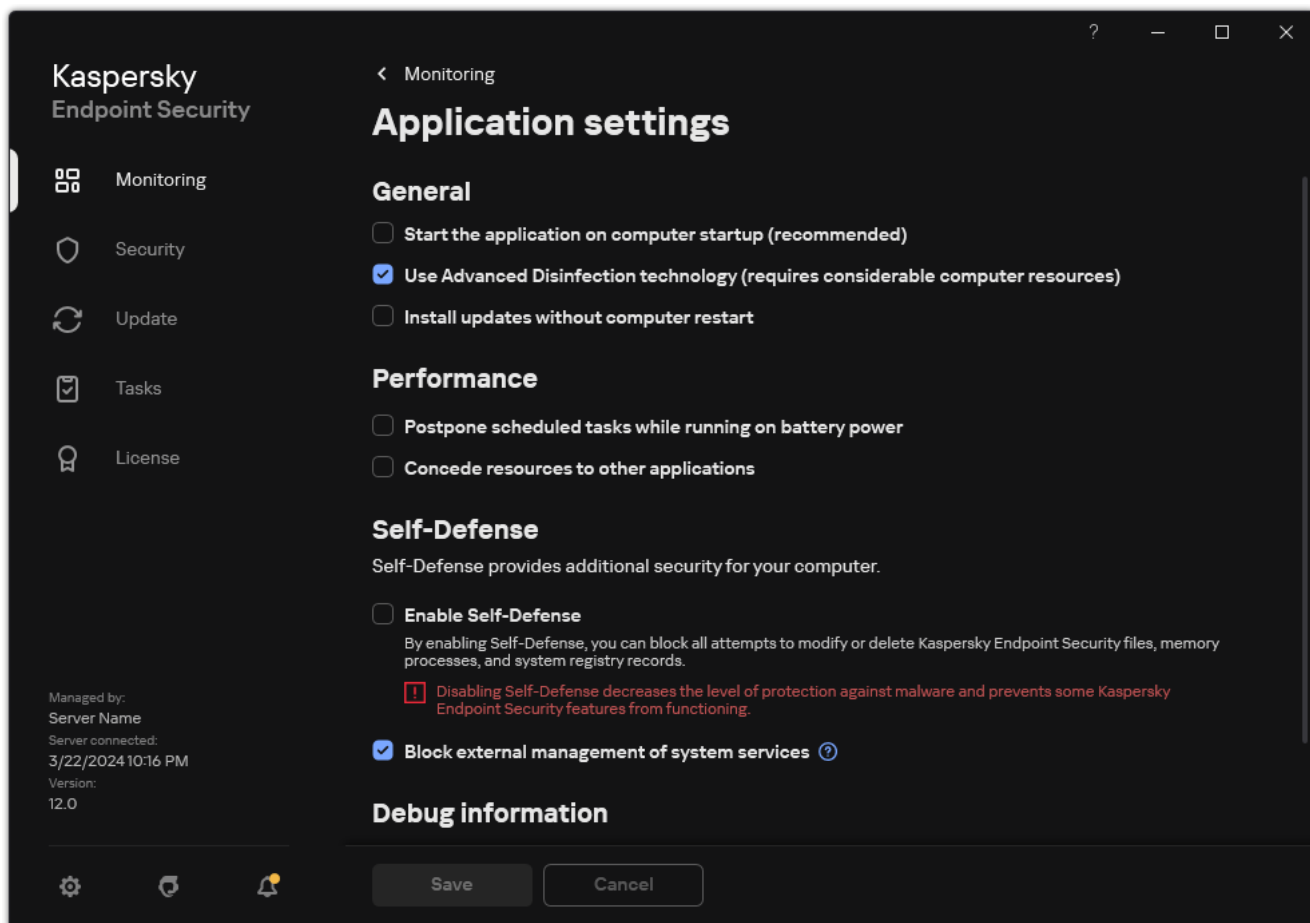 ?
Kaspersky
Endpoint Security
Monitoring
Security
Update
Tasks
License
Managed by:
Server Name
Server connected:
3/22/2024 10:16 PM
Version:
12.0
Monitoring
Application settings
General
Start the application on computer startup (recommended)
Use Advanced Disinfection technology (requires considerable computer resources)
Install updates without computer restart
Performance
Postpone scheduled tasks while running on battery power
Concede resources to other applications
Self-Defense
Self-Defense provides additional security for your computer.
Enable Self-Defense
By enabling Self-Defense, you can block all attempts to modify or delete Kaspersky Endpoint Security files, memory
processes, and system registry records.
! Disabling Self-Defense decreases the level of protection against malware and prevents some Kaspersky
Endpoint Security features from functioning.
Block external management of system services ?
Debug information
Save
Cancel